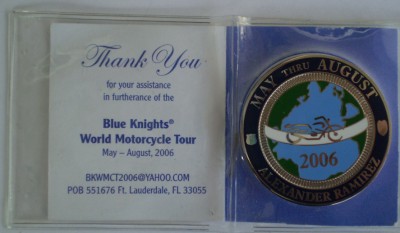 Thank You
for your assistance
in furtherance of the
Blue Knights®
World Motorcycle Tour
May – August, 2006
BKWMCT2006@YAHOO.COM
POB 551676 Ft. Lauderdale, FL 33055
MAY THRU AUGUST
2006
ALEXANDER RAMIREZ